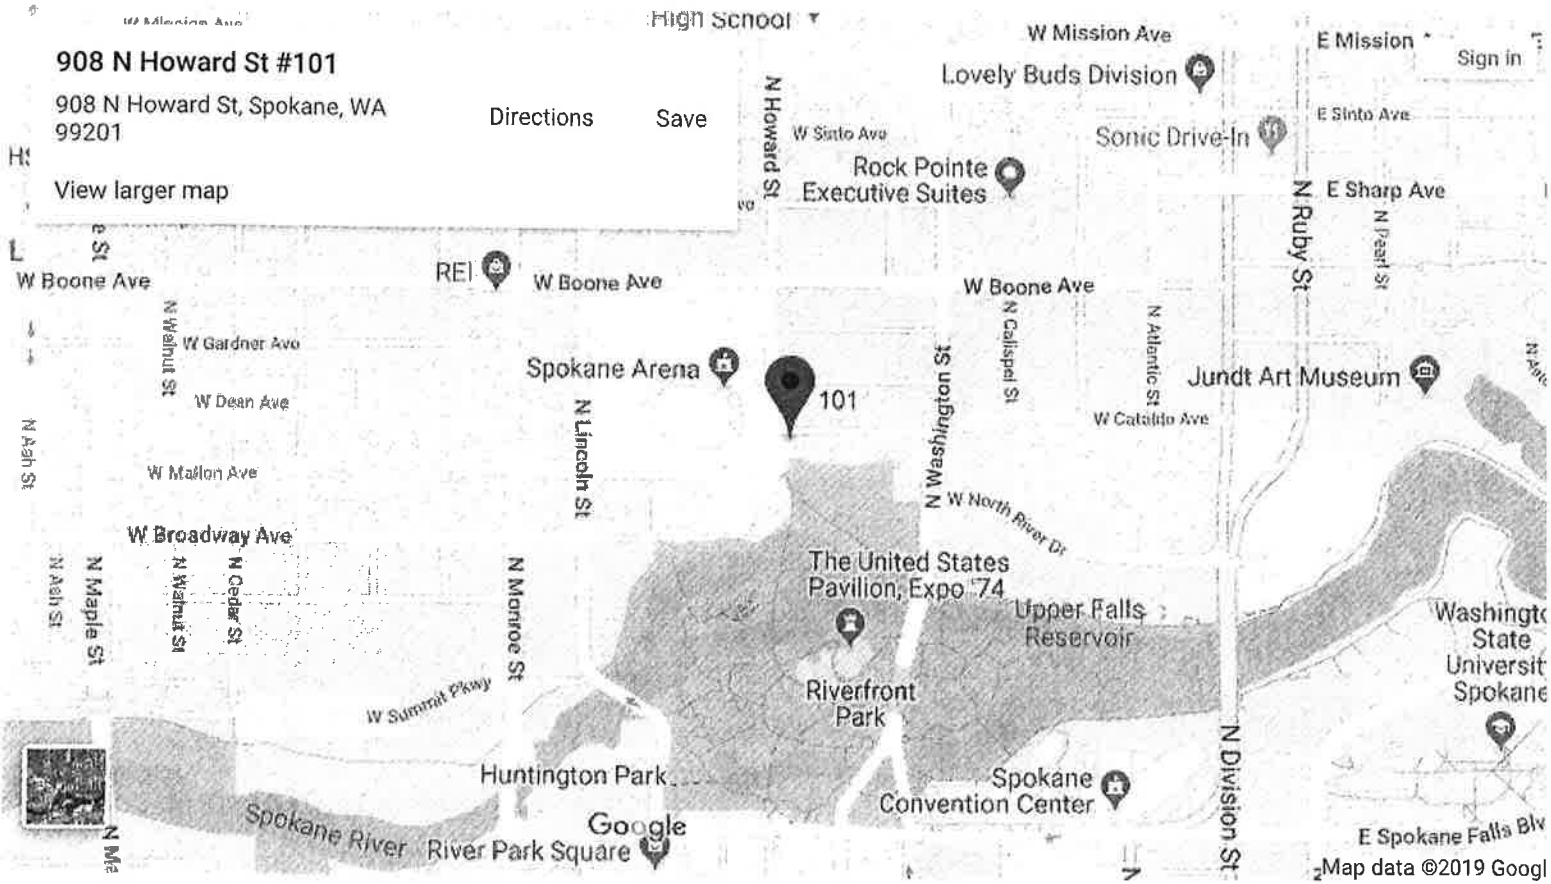 High School
W Mission Ave
W Mission Ave
E Mission
Sign in
908 N Howard St #101
908 N Howard St, Spokane, WA
99201
Directions
Save
View larger map
Lovely Buds Division
N Howard St
W Sinto Ave
E Sinto Ave
Sonic Drive-In
Rock Pointe
Executive Suites
N Ruby St
E Sharp Ave
N Pearl St
e St
L
REI
W Boone Ave
W Boone Ave
W Boone Ave
N Walnut St
W Gardner Ave
N Calispel St
N Atlantic St
Spokane Arena
101
N Washington St
Jundt Art Museum
W Dean Ave
N Lincoln St
W Cataldo Ave
N Ash St
W Mallon Ave
W North River Dr
W Broadway Ave
N Ash St
N Maple St
N Walnut St
N Cedar St
N Monroe St
The United States
Pavilion, Expo '74
Upper Falls
Reservoir
Washingto
State
Universit
Spokane
Riverfront
Park
W Summit Pkwy
N Division St
Huntington Park
Spokane
Convention Center
Spokane River
Google
River Park Square
E Spokane Falls Blv
Map data ©2019 Googl